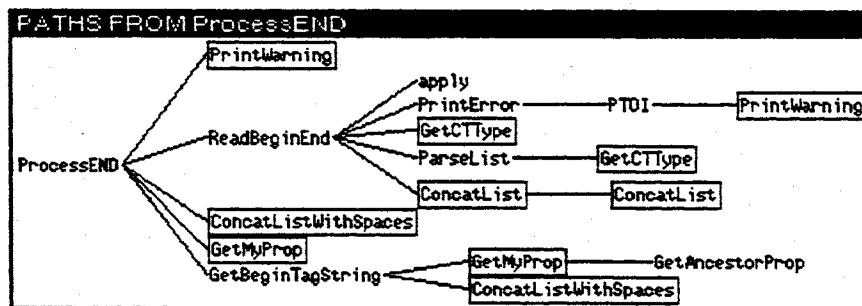 PATHS FROM ProcessEND
PrintWarning
apply
PrintError PTOI PrintWarning
ReadBeginEnd GetCTType
ParseList GetCTType
ProcessEND
ConcatList ConcatList
ConcatListWithSpaces
GetMyProp GetMyProp GetAncestorProp
GetBeginTagString
ConcatListWithSpaces